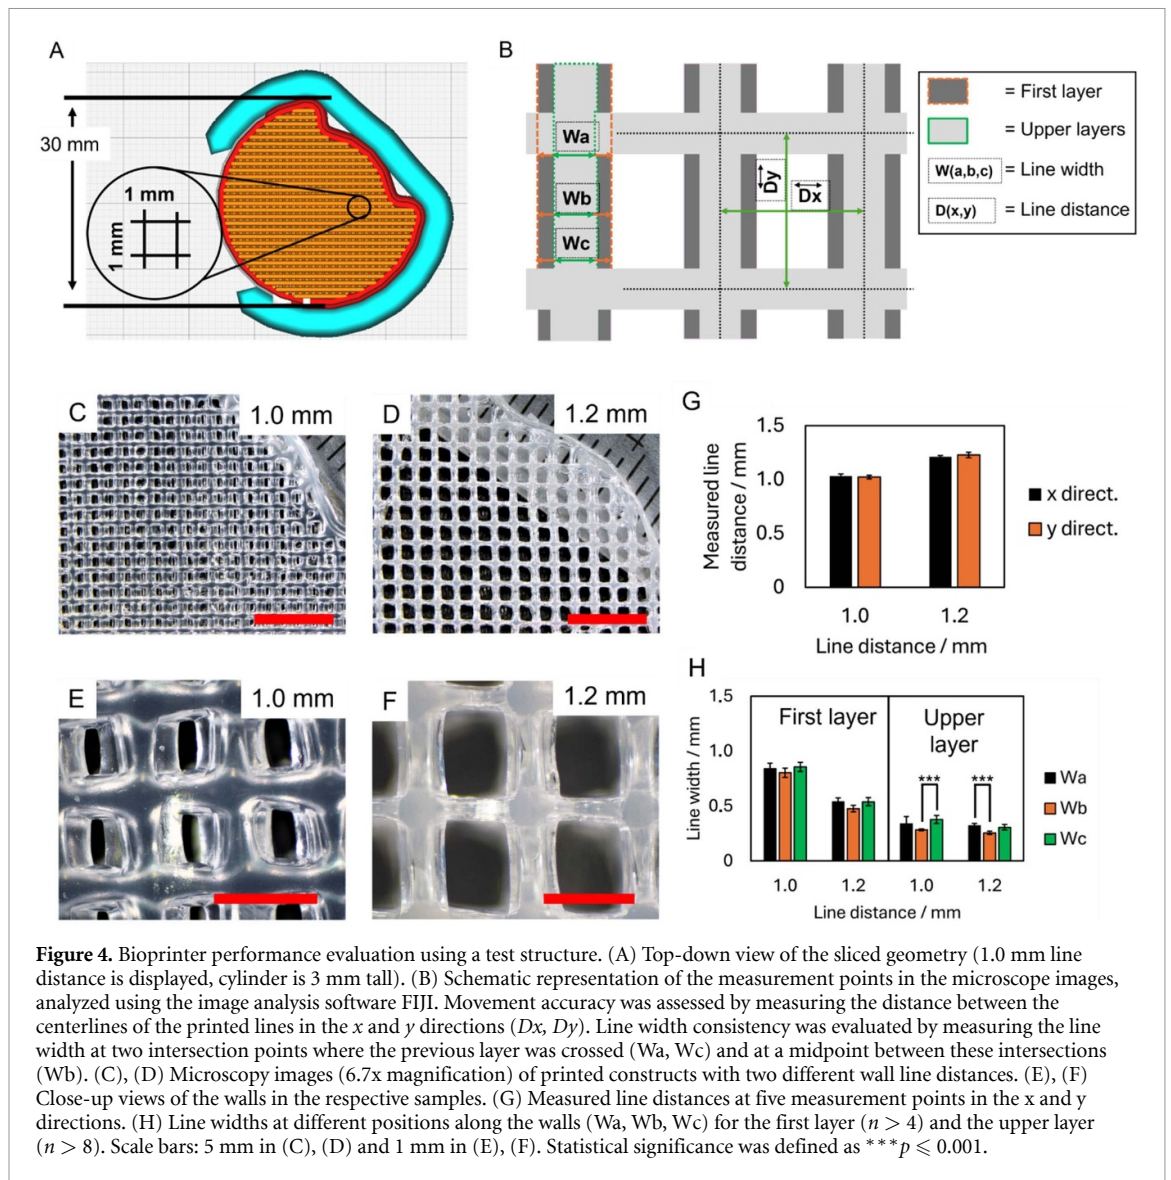 A
30 mm
1 mm
1 mm
B
Wa
Wb
Wc
Dy
Dx
= First layer
= Upper layers
W(a,b,c) = Line width
D(x,y) = Line distance
C
1.0 mm
D
1.2 mm
E
1.0 mm
F
1.2 mm
G
Measured line
distance / mm
1.5
1.0
0.5
0
1.0 1.2
Line distance / mm
x direct.
y direct.
H
Line width / mm
1.5
1.0
0.5
0
First layer
Upper
layer
*** ***
1.0 1.2 1.0 1.2
Line distance / mm
Wa
Wb
Wc
Figure 4. Bioprinter performance evaluation using a test structure. (A) Top-down view of the sliced geometry (1.0 mm line
distance is displayed, cylinder is 3 mm tall). (B) Schematic representation of the measurement points in the microscope images,
analyzed using the image analysis software FIJI. Movement accuracy was assessed by measuring the distance between the
centerlines of the printed lines in the x and y directions (Dx, Dy). Line width consistency was evaluated by measuring the line
width at two intersection points where the previous layer was crossed (Wa, Wc) and at a midpoint between these intersections
(Wb). (C), (D) Microscopy images (6.7x magnification) of printed constructs with two different wall line distances. (E), (F)
Close-up views of the walls in the respective samples. (G) Measured line distances at five measurement points in the x and y
directions. (H) Line widths at different positions along the walls (Wa, Wb, Wc) for the first layer (n > 4) and the upper layer
(n > 8). Scale bars: 5 mm in (C), (D) and 1 mm in (E), (F). Statistical significance was defined as ***p ⩽ 0.001.